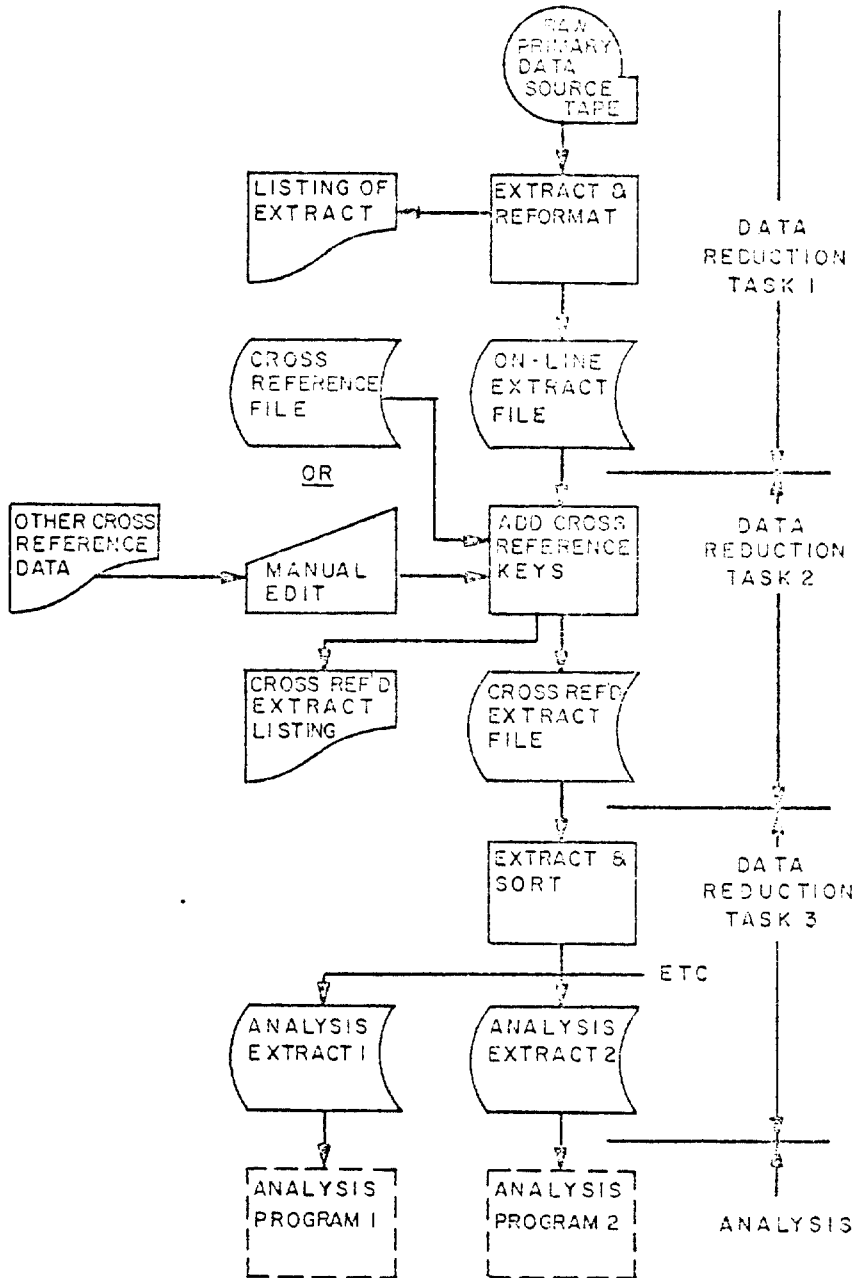 RAW
PRIMARY
DATA
SOURCE
TAPE
LISTING OF
EXTRACT
EXTRACT &
REFORMAT
DATA
REDUCTION
TASK 1
CROSS
REFERENCE
FILE
ON-LINE
EXTRACT
FILE
OR
OTHER CROSS
REFERENCE
DATA
MANUAL
EDIT
ADD CROSS
REFERENCE
KEYS
DATA
REDUCTION
TASK 2
CROSS REF'D
EXTRACT
LISTING
CROSS REF'D
EXTRACT
FILE
EXTRACT &
SORT
DATA
REDUCTION
TASK 3
ETC
ANALYSIS
EXTRACT 1
ANALYSIS
EXTRACT 2
ANALYSIS
PROGRAM 1
ANALYSIS
PROGRAM 2
ANALYSIS